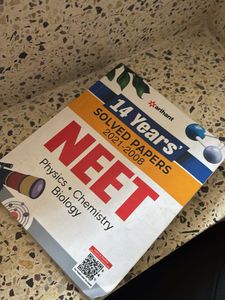 arihant
14 Years'
SOLVED PAPERS
2021-2008
NEET
Physics • Chemistry
Biology